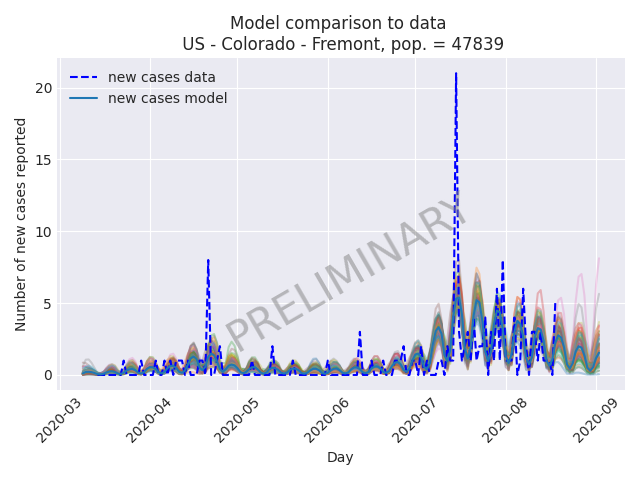 Model comparison to data
US - Colorado - Fremont, pop. = 47839
new cases data
new cases model
PRELIMINARY
Number of new cases reported
20
15
10
5
0
2020-03
2020-04
2020-05
2020-06
2020-07
2020-08
2020-09
Day